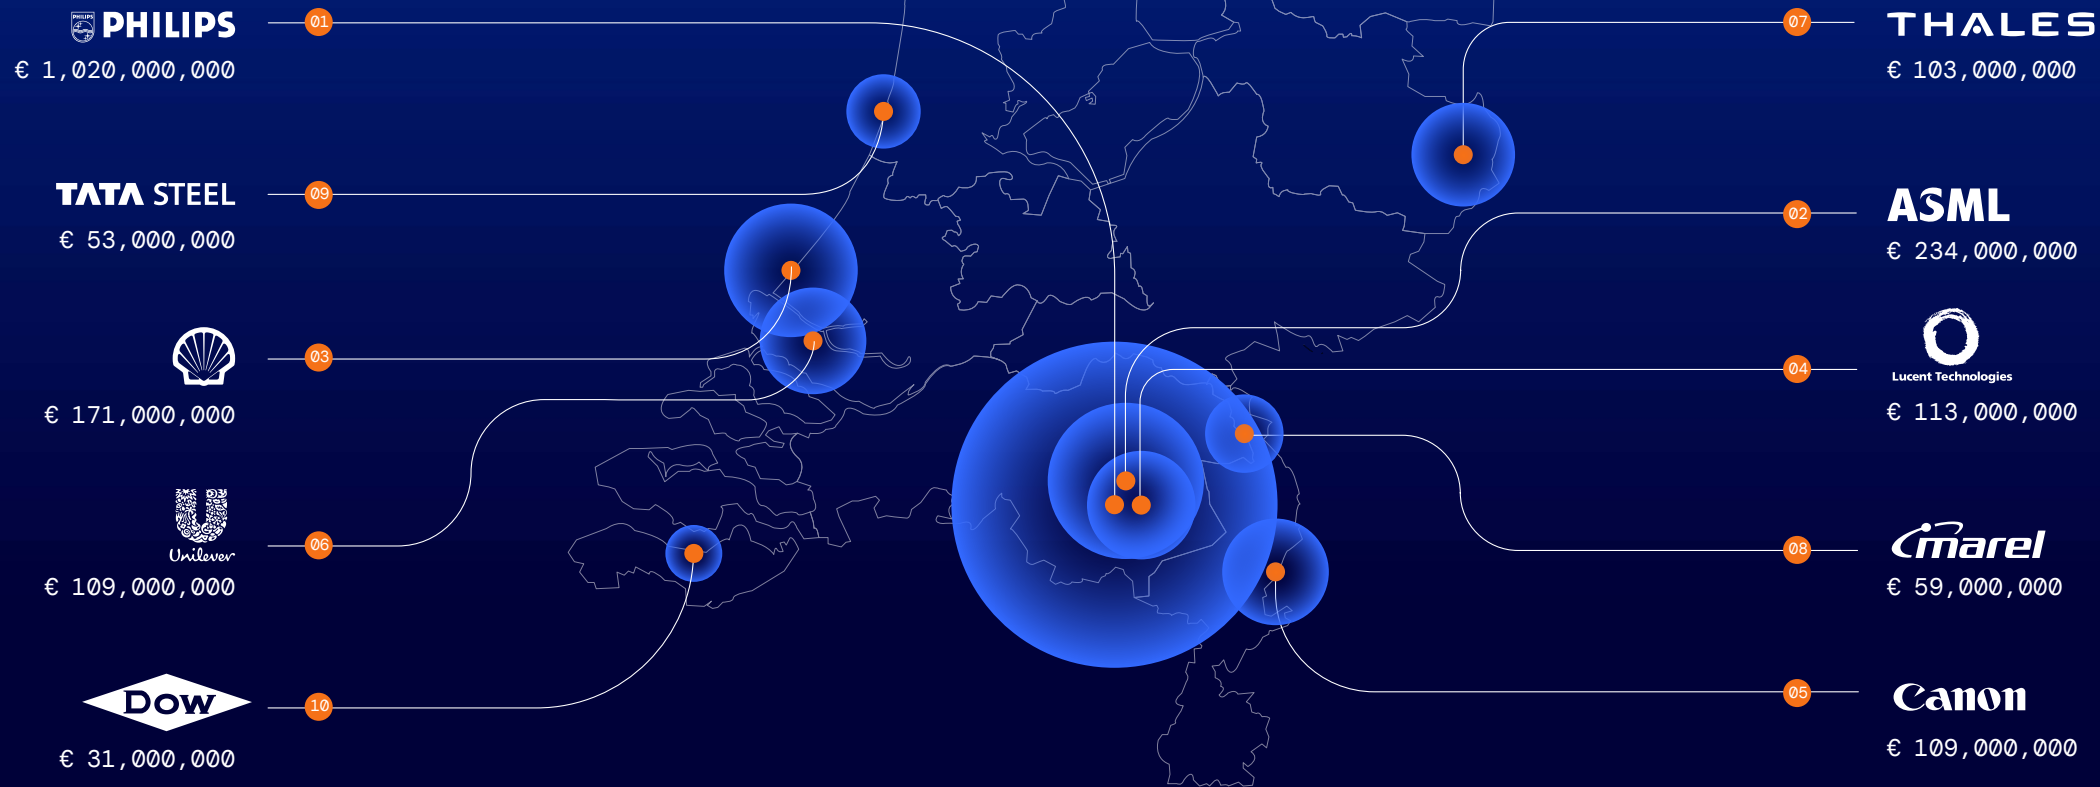 PHILIPS
PHILIPS
€ 1,020,000,000
01
TATA STEEL
€ 53,000,000
09
€ 171,000,000
03
Unilever
€ 109,000,000
06
DOW
€ 31,000,000
10
THALES
€ 103,000,000
07
ASML
€ 234,000,000
02
Lucent Technologies
€ 113,000,000
04
marel
€ 59,000,000
08
Canon
€ 109,000,000
05